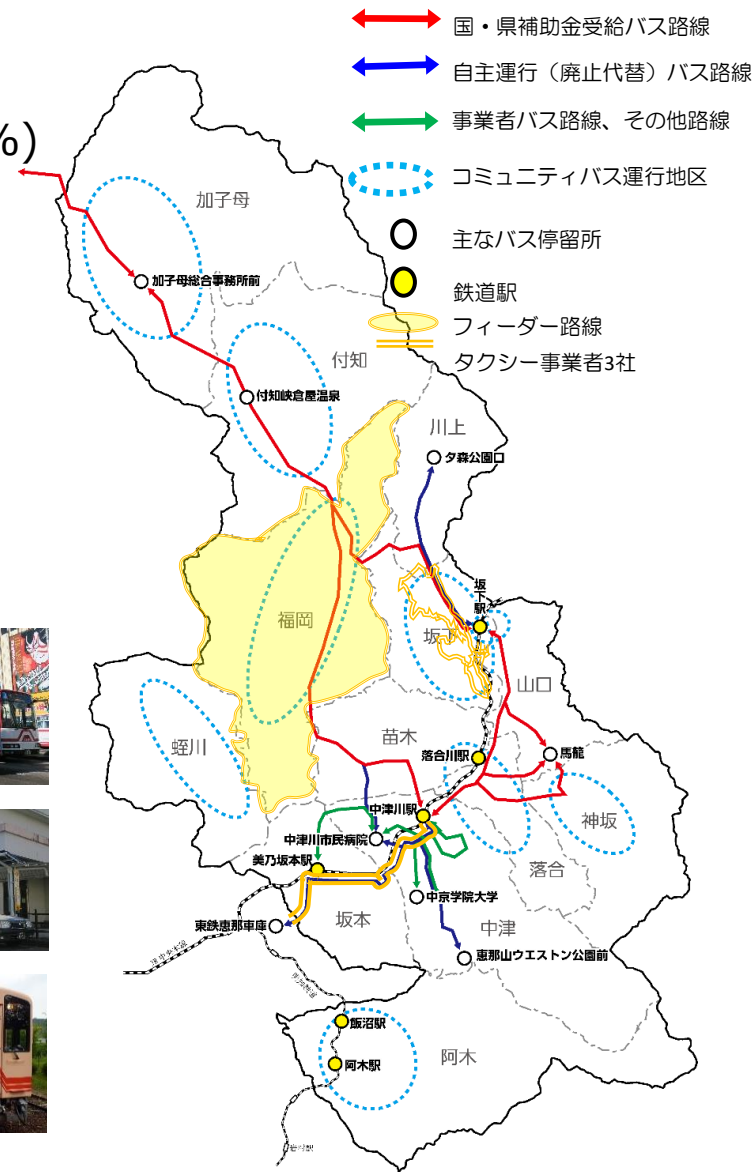 国・県補助金受給バス路線
自主運行（廃止代替）バス路線
%)
事業者バス路線、その他路線
コミュニティバス運行地区
加子母
主なバス停留所
加子母総合事務所前
鉄道駅
フィーダー路線
付知
タクシー事業者3社
付知峡倉屋温泉
川上
夕森公園口
坂下駅
福岡
坂下
山口
苗木
蛭川
落合川駅
馬籠
中津川駅
神坂
中津川市民病院
美乃坂本駅
落合
中京学院大学
坂本
中津
東鉄恵那車庫
恵那山ウエストン公園前
飯沼駅
阿木
阿木駅